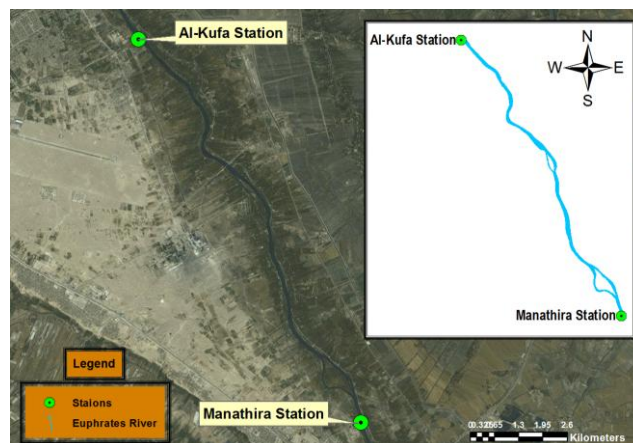 Al-Kufa Station
Al-Kufa Station
N
W
E
S
Manathira Station
Legend
Staions
Euphrates River
Manathira Station
0 0.325 0.65 1.3 1.95 2.6
Kilometers